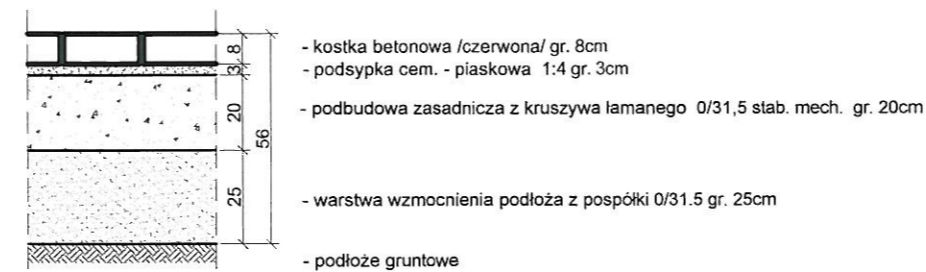 8
- kostka betonowa /czerwona/ gr. 8cm
3
- podsypka cem. - piaskowa 1:4 gr. 3cm
20
- podbudowa zasadnicza z kruszywa łamanego 0/31,5 stab. mech. gr. 20cm
56
25
- warstwa wzmocnienia podłoża z pospółki 0/31.5 gr. 25cm
- podłoże gruntowe